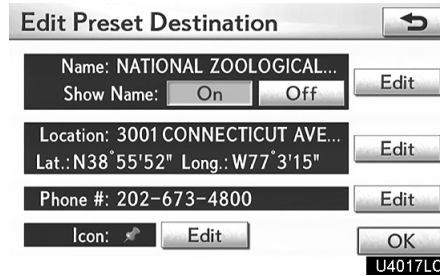 Edit Preset Destination
Name: NATIONAL ZOOLOGICAL...
Edit
Show Name: On Off
Location: 3001 CONNECTICUT AVE...
Edit
Lat.: N38°55'52" Long.: W77°3'15"
Phone #: 202-673-4800 Edit
Icon: Edit
OK
U4017LC